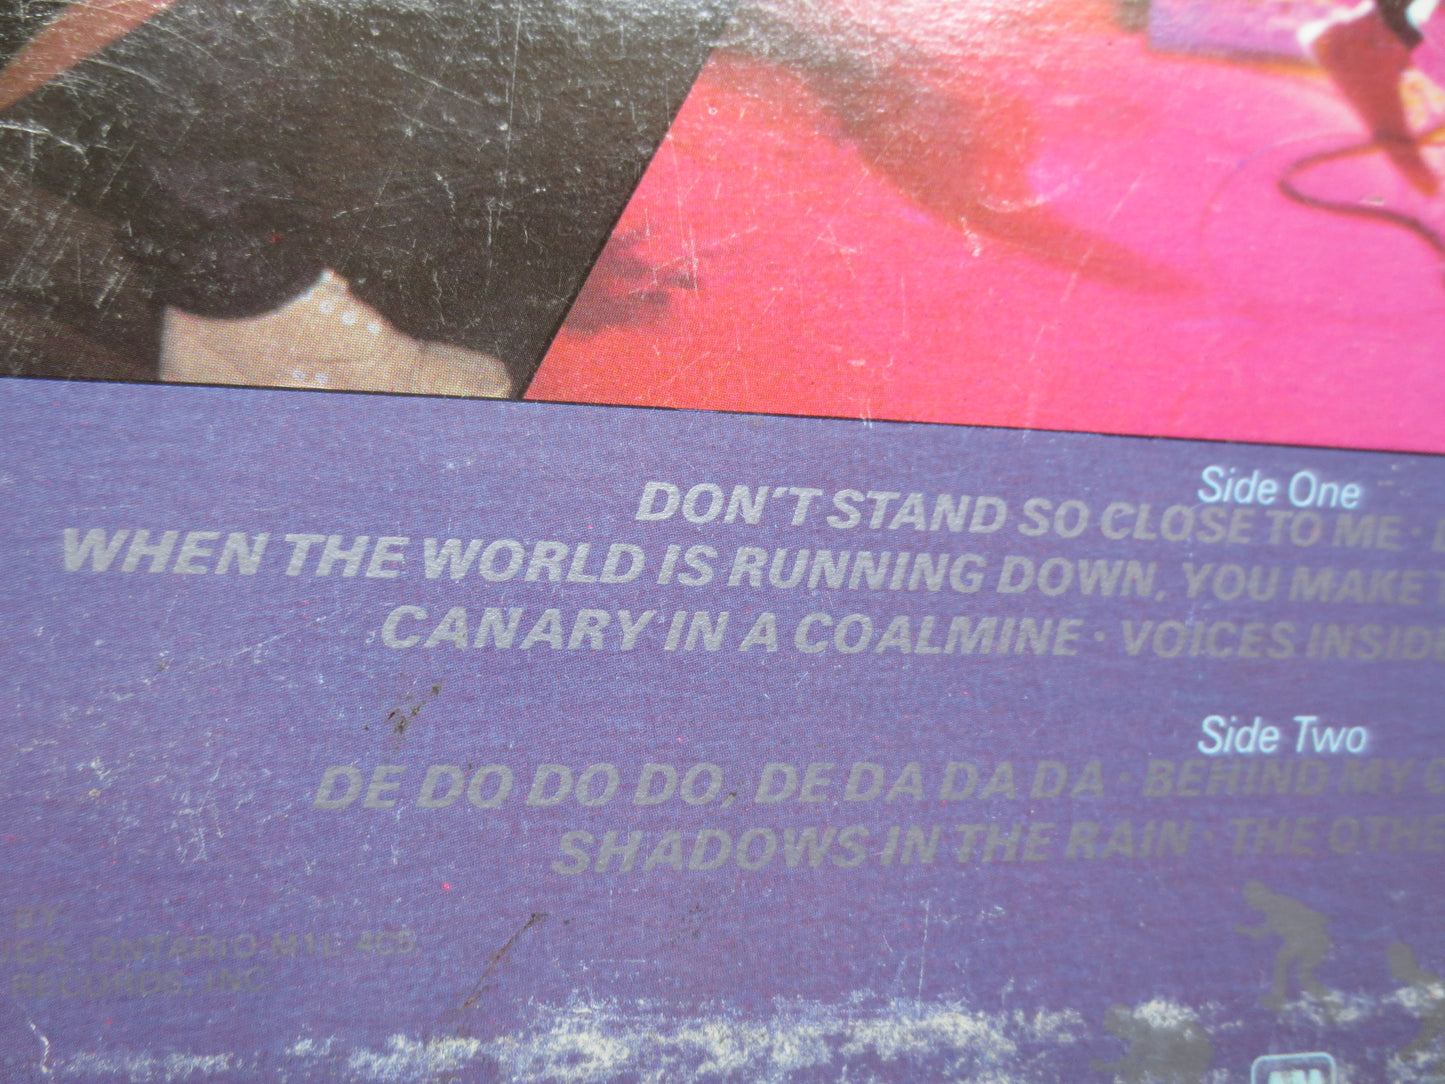 Side One
DON'T STAND SO CLOSE TO ME ·
WHEN THE WORLD IS RUNNING DOWN, YOU MAKE
CANARY IN A COALMINE · VOICES INSID
Side Two
DE DO DO DO, DE DA DA DA · BEHIND MY
SHADOWS IN THE RAIN · THE OTHE
BY
ONTARIO M1L
RECORDS, INC.